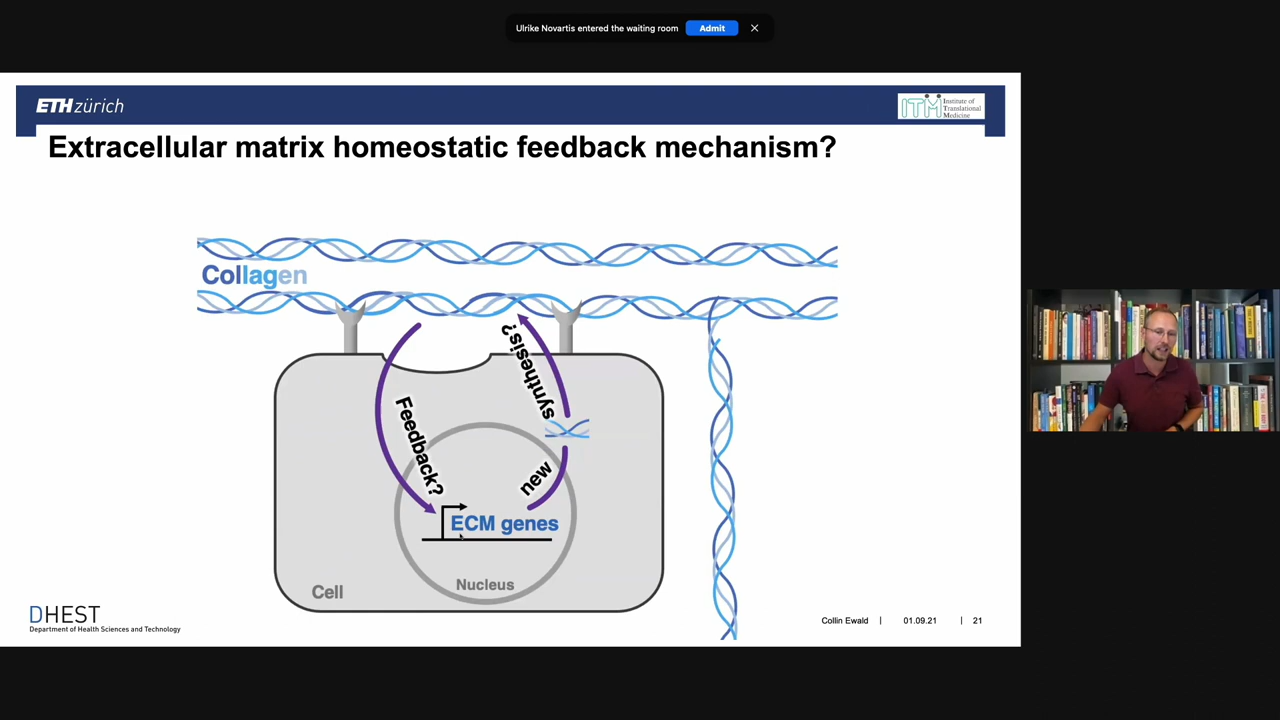 Ulrike Novartis entered the waiting room Admit
ETH zürich
ITM Institute of Translational Medicine
Extracellular matrix homeostatic feedback mechanism?
Collagen
synthesis?
Feedback?
new
ECM genes
Nucleus
Cell
DHEST
Department of Health Sciences and Technology
Collin Ewald | 01.09.21 | 21